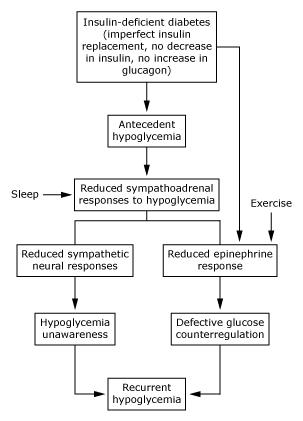 Insulin-deficient diabetes
(imperfect insulin
replacement, no decrease
in insulin, no increase in
glucagon)
Antecedent
hypoglycemia
Sleep
Reduced sympathoadrenal
responses to hypoglycemia
Exercise
Reduced sympathetic
neural responses
Reduced epinephrine
response
Hypoglycemia
unawareness
Defective glucose
counterregulation
Recurrent
hypoglycemia